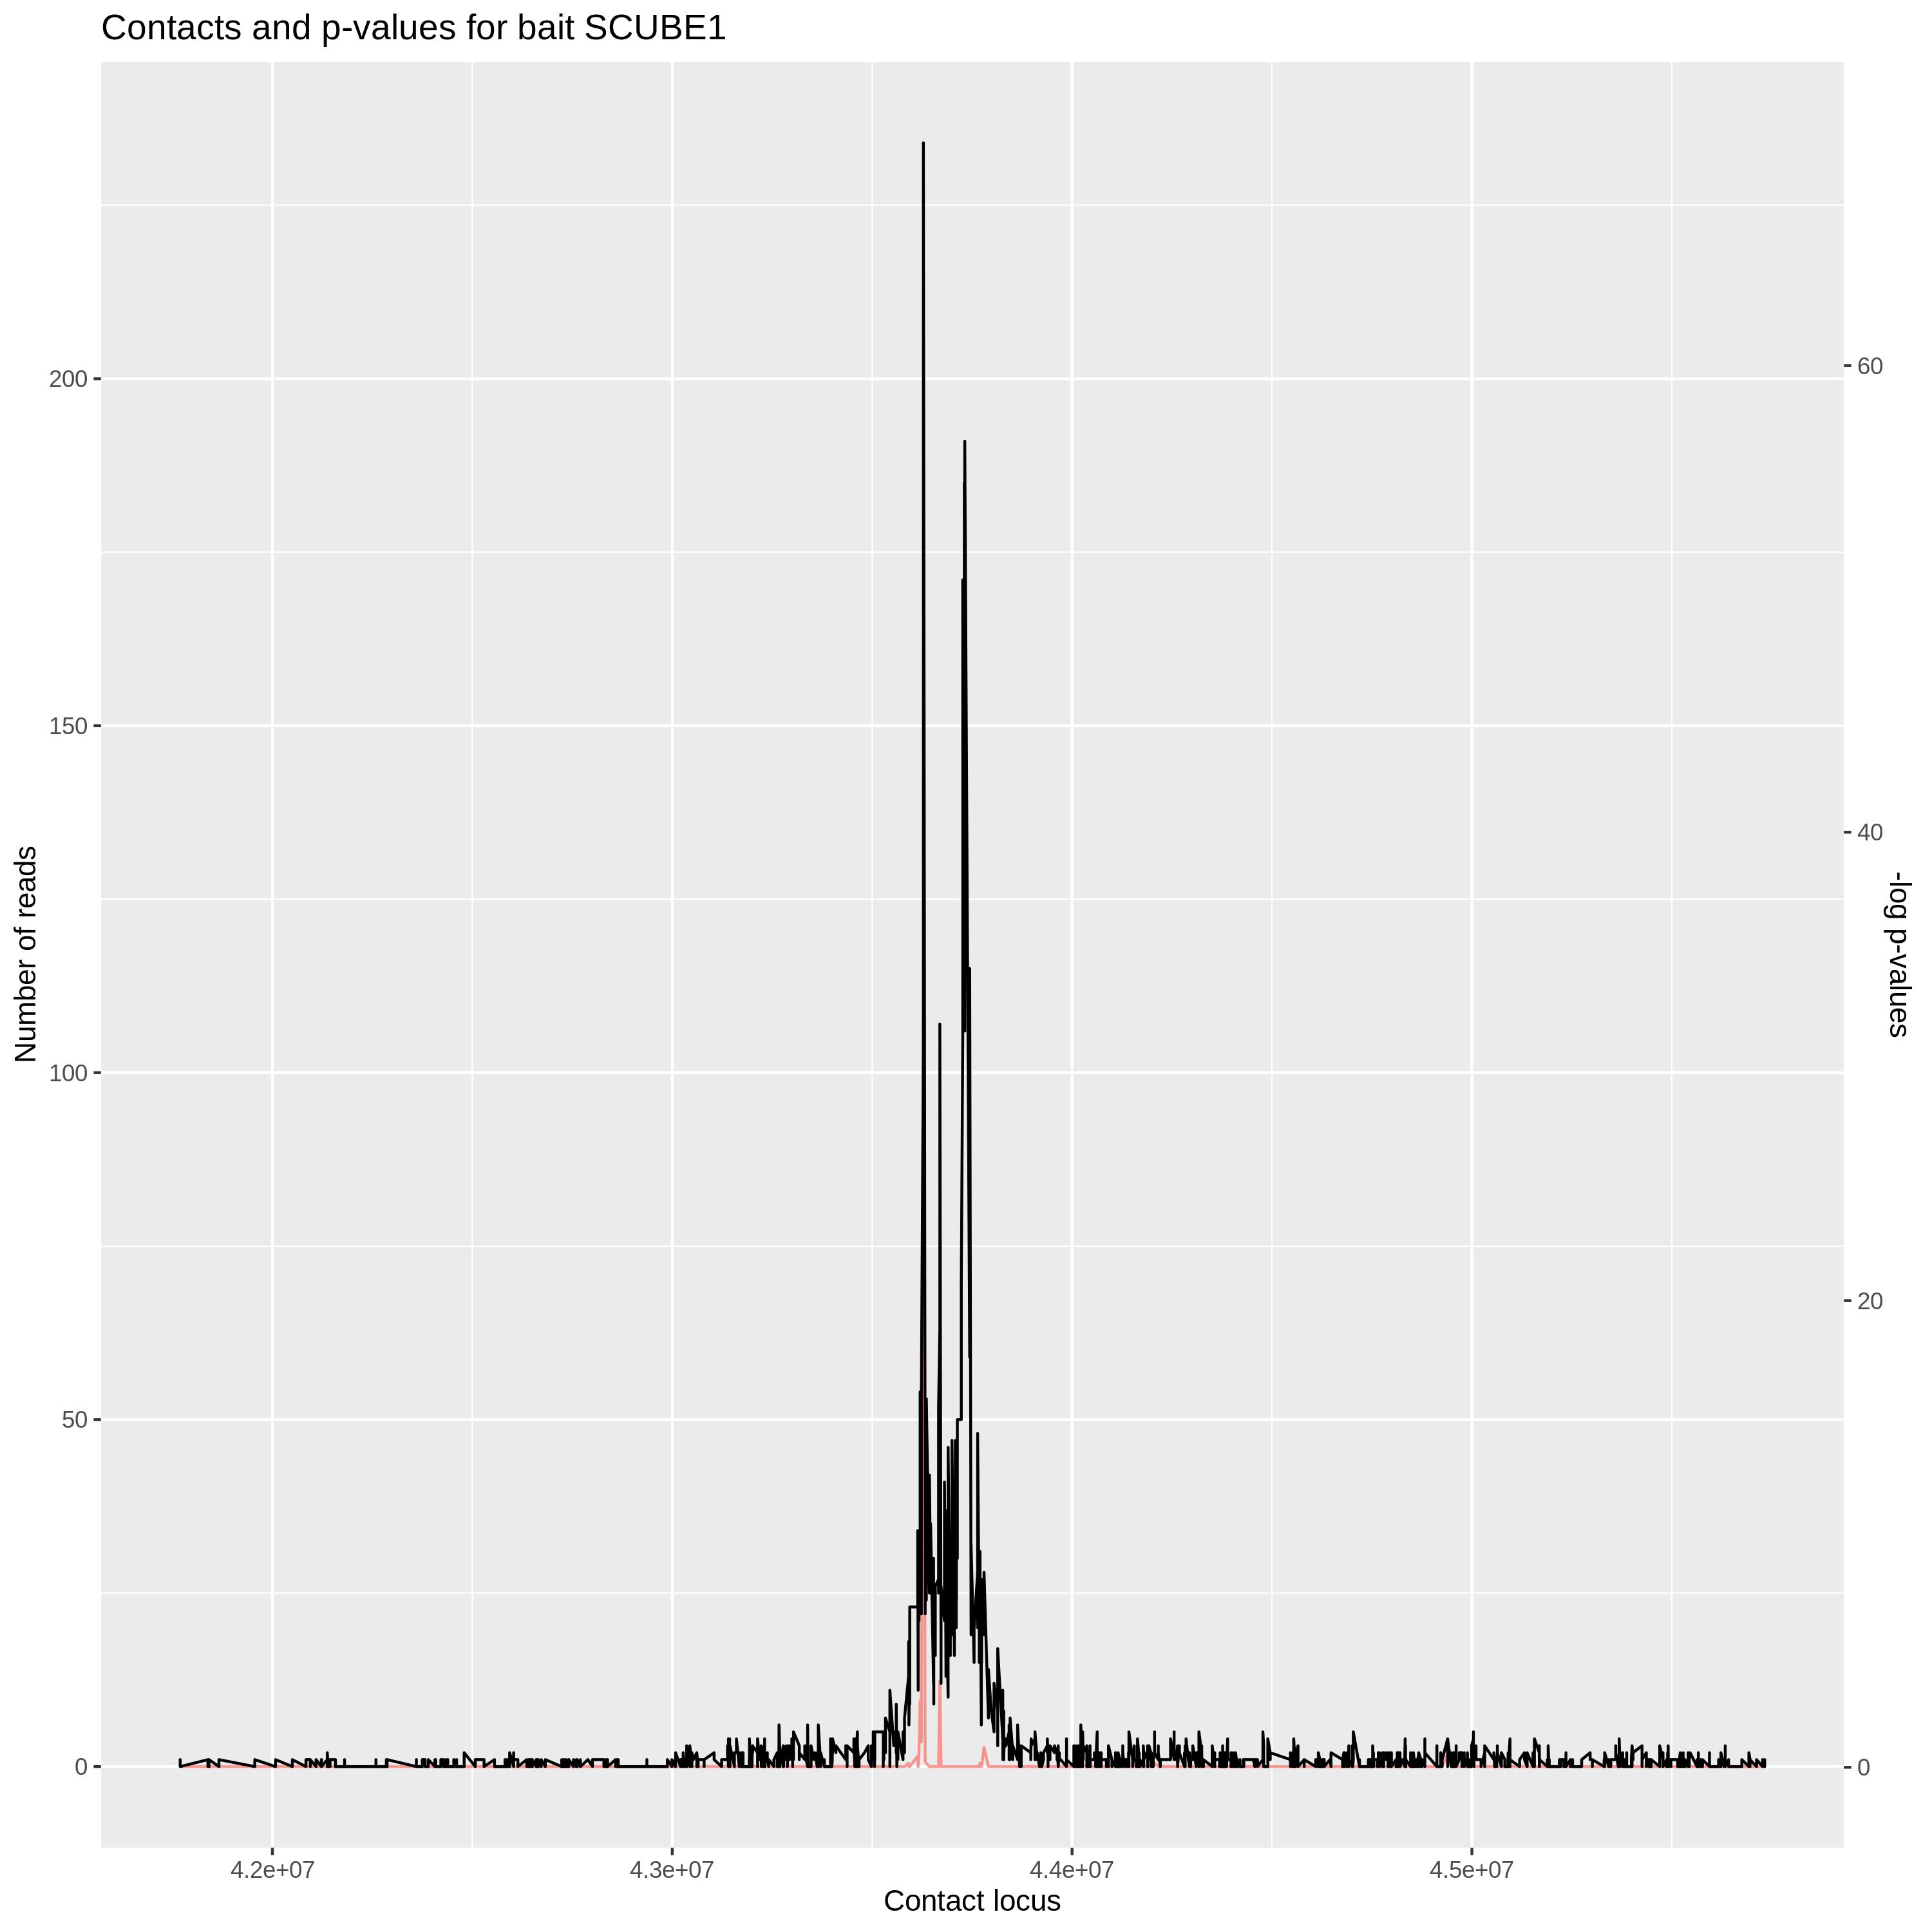 Contacts and p-values for bait SCUBE1
200
150
100
50
0
Number of reads
60
40
20
0
-log p-values
4.2e+07
4.3e+07
4.4e+07
4.5e+07
Contact locus